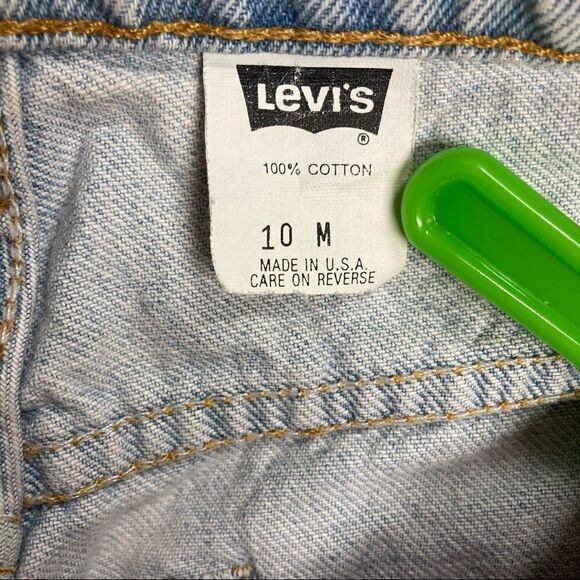 Levi's
®
100% COTTON
10 M
MADE IN U.S.A.
CARE ON REVERSE